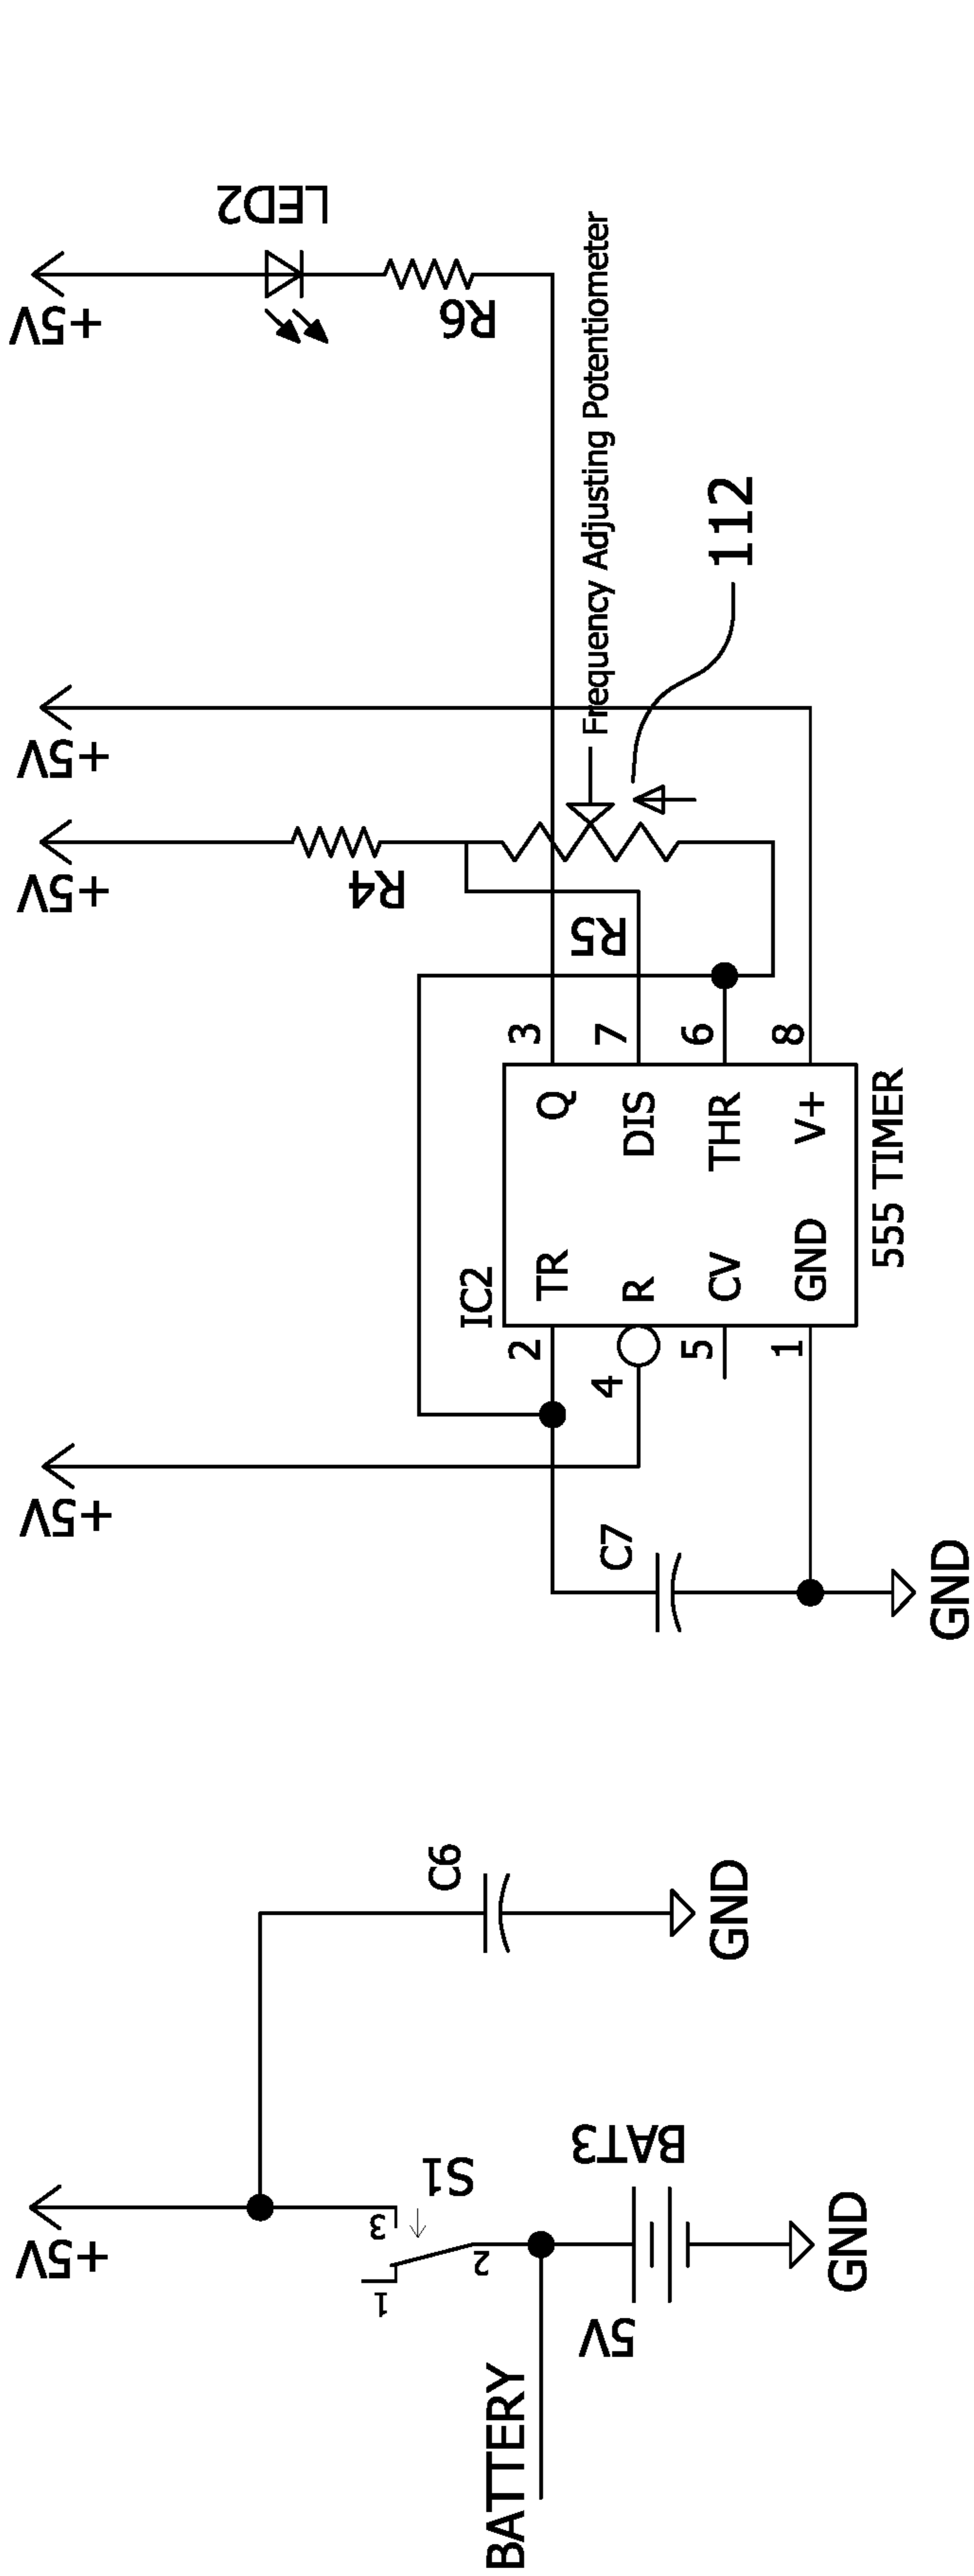 +5V
LED2
R6
Frequency Adjusting Potentiometer
112
+5V
+5V
R4
R5
3
7
6
8
Q
DIS
THR
V+
TR
R
CV
GND
555 TIMER
IC2
2
4
5
1
+5V
C7
GND
C6
GND
+5V
S1
3
2
1
BAT3
5V
GND
BATTERY